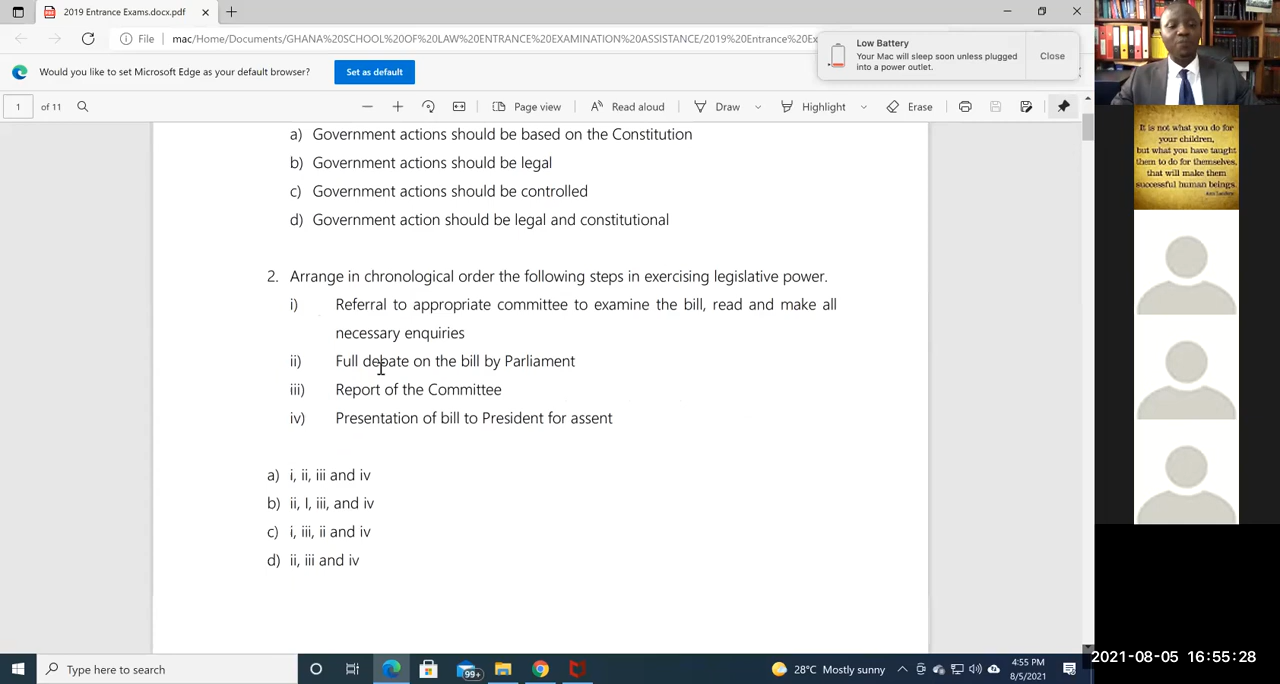 2019 Entrance Exams.docx.pdf
File
mac/Home/Documents/GHANA%20SCHOOL%20OF%20LAW%20ENTRANCE%20EXAMINATION%20ASSISTANCE/2019%20Entrance%20Ex
Low Battery
Your Mac will sleep soon unless plugged
into a power outlet.
Close
Would you like to set Microsoft Edge as your default browser?
Set as default
1 of 11
Page view
Read aloud
Draw
Highlight
Erase
a) Government actions should be based on the Constitution
b) Government actions should be legal
c) Government actions should be controlled
d) Government action should be legal and constitutional
2. Arrange in chronological order the following steps in exercising legislative power.
i) Referral to appropriate committee to examine the bill, read and make all
necessary enquiries
ii) Full debate on the bill by Parliament
iii) Report of the Committee
iv) Presentation of bill to President for assent
a) i, ii, iii and iv
b) ii, I, iii, and iv
c) i, iii, ii and iv
d) ii, iii and iv
It is not what you do for
your children,
but what you have taught
them to do for themselves,
that will make them
successful human beings.
Type here to search
99+
28°C Mostly sunny
4:55 PM
8/5/2021
2021-08-05 16:55:28